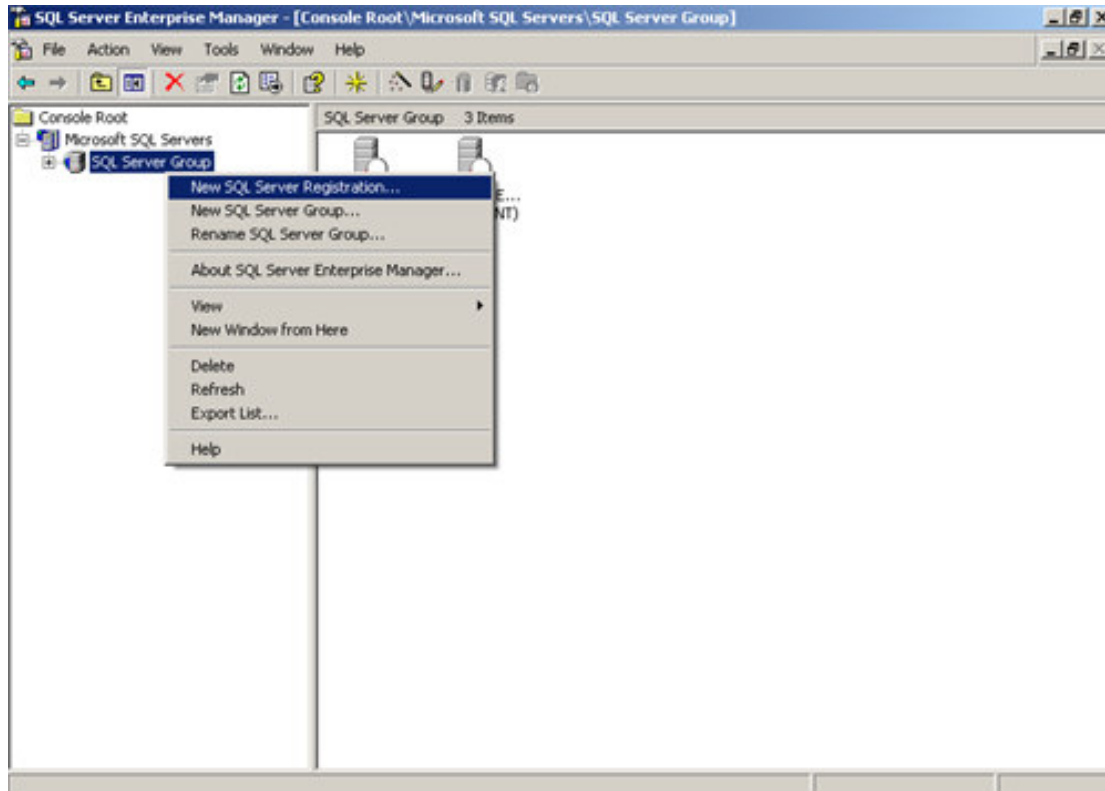 SQL Server Enterprise Manager - [Console Root\Microsoft SQL Servers\SQL Server Group]
File Action View Tools Window Help
Console Root
SQL Server Group 3 Items
Microsoft SQL Servers
SQL Server Group
New SQL Server Registration...
New SQL Server Group...
Rename SQL Server Group...
About SQL Server Enterprise Manager...
View
New Window from Here
Delete
Refresh
Export List...
Help
E...
NT)